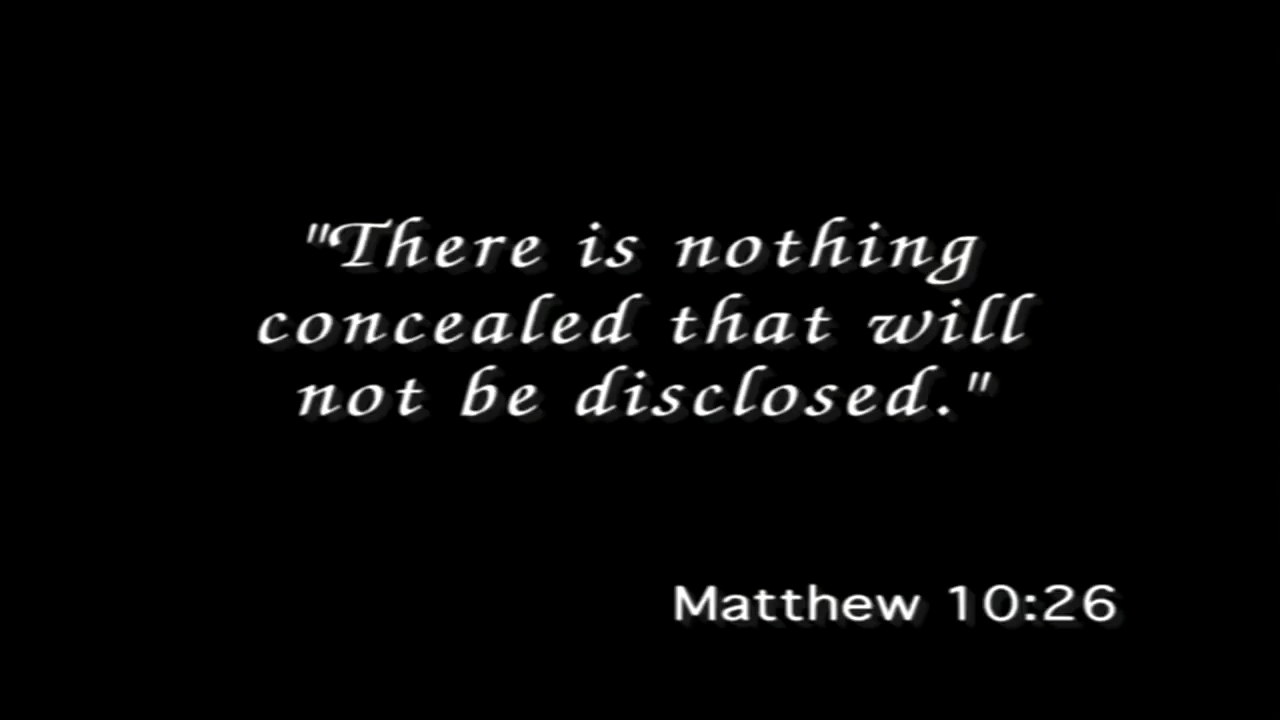 "There is nothing
concealed that will
not be disclosed."
Matthew 10:26